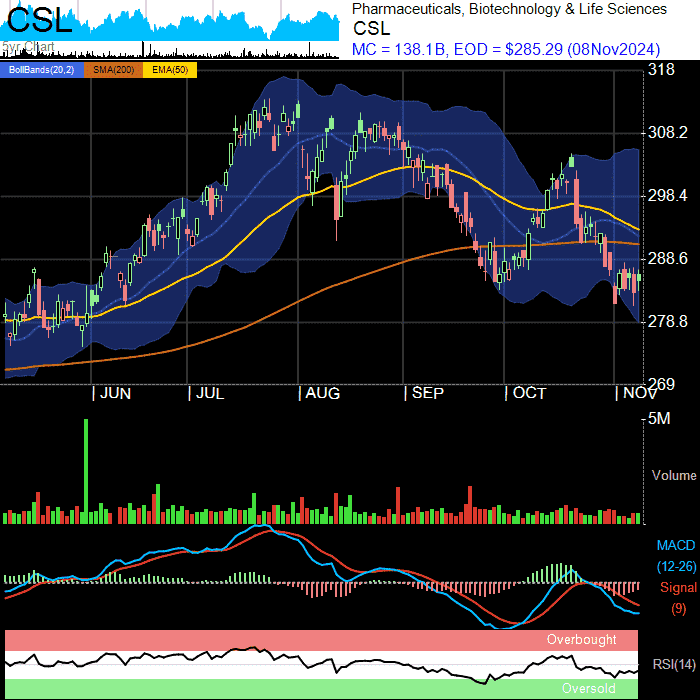 CSL
5yr Chart
Pharmaceuticals, Biotechnology & Life Sciences
CSL
MC = 138.1B, EOD = $285.29 (08Nov2024)
BollBands(20,2) SMA(200) EMA(50)
318
308.2
298.4
288.6
278.8
269
| JUN | JUL | AUG | SEP | OCT | NOV
5M
Volume
MACD
(12-26)
Signal
(9)
Overbought
RSI(14)
Oversold